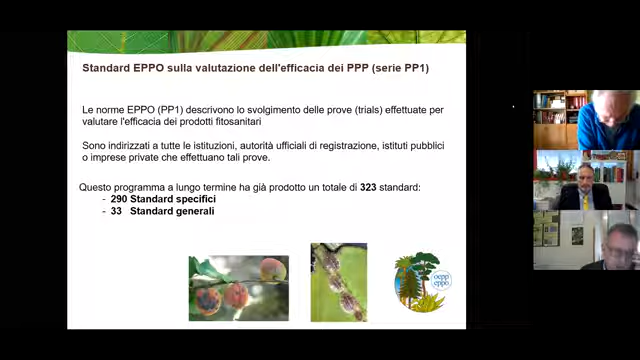 Standard EPPO sulla valutazione dell'efficacia dei PPP (serie PP1)
Le norme EPPO (PP1) descrivono lo svolgimento delle prove (trials) effettuate per
valutare l'efficacia dei prodotti fitosanitari
Sono indirizzati a tutte le istituzioni, autorità ufficiali di registrazione, istituti pubblici
o imprese private che effettuano tali prove.
Questo programma a lungo termine ha già prodotto un totale di 323 standard:
- 290 Standard specifici
- 33 Standard generali
oepp
eppo